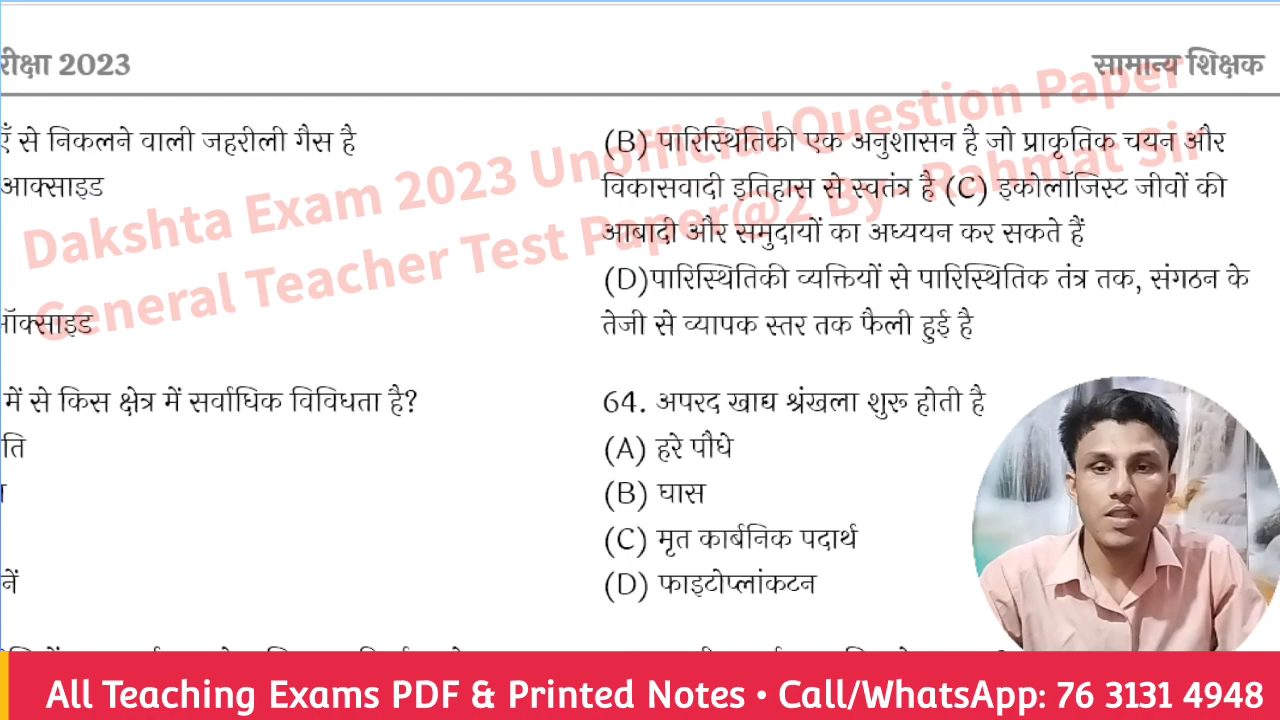 रीक्षा 2023
सामान्य शिक्षक
एँ से निकलने वाली जहरीली गैस है
आक्साइड
ऑक्साइड
में से किस क्षेत्र में सर्वाधिक विविधता है?
ति
नें
(B) पारिस्थितिकी एक अनुशासन है जो प्राकृतिक चयन और
विकासवादी इतिहास से स्वतंत्र है (C) इकोलॉजिस्ट जीवों की
आबादी और समुदायों का अध्ययन कर सकते हैं
(D)पारिस्थितिकी व्यक्तियों से पारिस्थितिक तंत्र तक, संगठन के
तेजी से व्यापक स्तर तक फैली हुई है
64. अपरद खाद्य श्रंखला शुरू होती है
(A) हरे पौधे
(B) घास
(C) मृत कार्बनिक पदार्थ
(D) फाइटोप्लांकटन
Dakshta Exam 2023 Unofficial Question Paper
General Teacher Test Paper@2 By Rahmat Sir
All Teaching Exams PDF & Printed Notes • Call/WhatsApp: 76 3131 4948